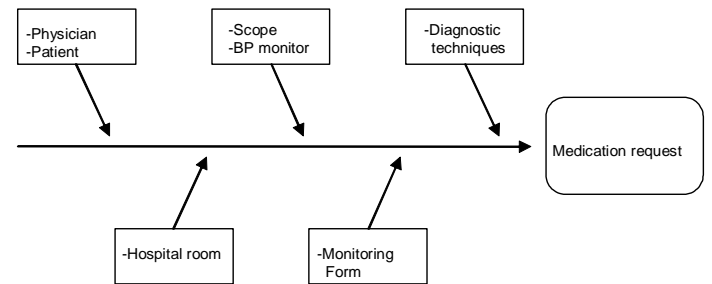 -Physician
-Patient
-Scope
-BP monitor
-Diagnostic
techniques
Medication request
-Hospital room
-Monitoring
Form